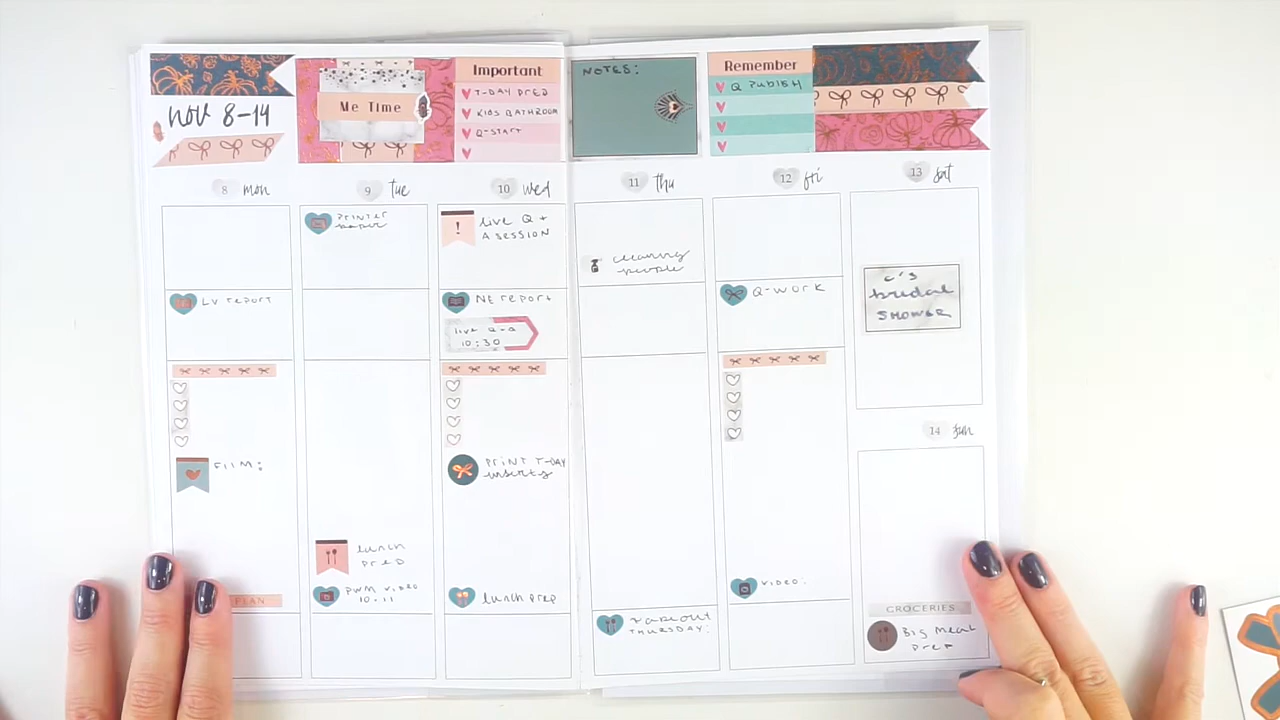 nov 8-14
Me Time
Important
T-DAY PREP
KIDS BATHROOM
Q-START
NOTES:
Remember
Q PUBLISH
8 mon
9 tue
10 wed
11 thu
12 fri
13 sat
PRINTER
paper
live Q +
A SESSION
cleaning
people
C's
bridal
SHOWER
LV report
NE report
live Q-a
10:30
Q-WORK
14 sun
FILM:
PRINT T-DAY
inserts
lunch
prep
PWM VIDEO
10-11
lunch prep
VIDEO.
PLAN
GROCERIES
takeout
THURSDAY:
BIG Meal
Prep